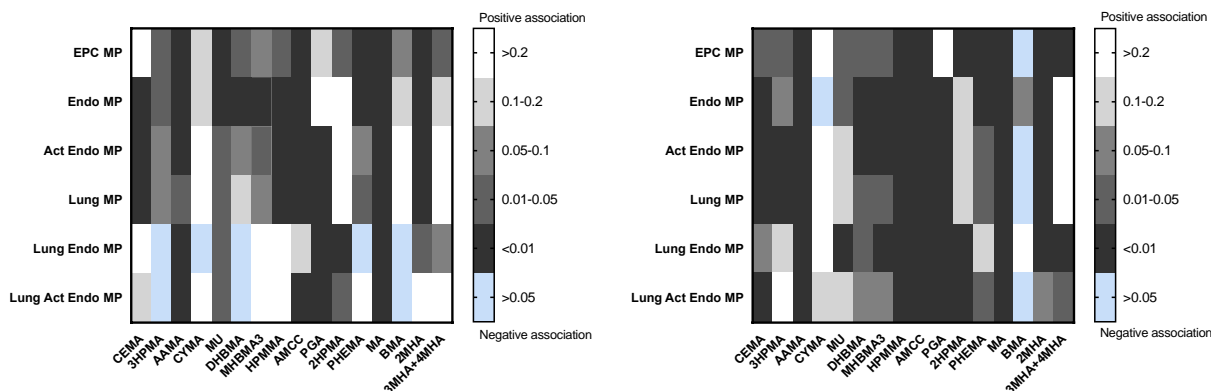 Positive association
EPC MP
Endo MP
Act Endo MP
Lung MP
Lung Endo MP
Lung Act Endo MP
>0.2
0.1-0.2
0.05-0.1
0.01-0.05
<0.01
>0.05
Negative association
CEMA
3HPMA
AAMA
CYMA
MU
DHBMA
MHBMA3
HPMMA
AMCC
PGA
2HPMA
PHEMA
MA
BMA
2MHA
3MHA+4MHA
Positive association
EPC MP
Endo MP
Act Endo MP
Lung MP
Lung Endo MP
Lung Act Endo MP
>0.2
0.1-0.2
0.05-0.1
0.01-0.05
<0.01
>0.05
Negative association
CEMA
3HPMA
AAMA
CYMA
MU
DHBMA
MHBMA3
HPMMA
AMCC
PGA
2HPMA
PHEMA
MA
BMA
2MHA
3MHA+4MHA